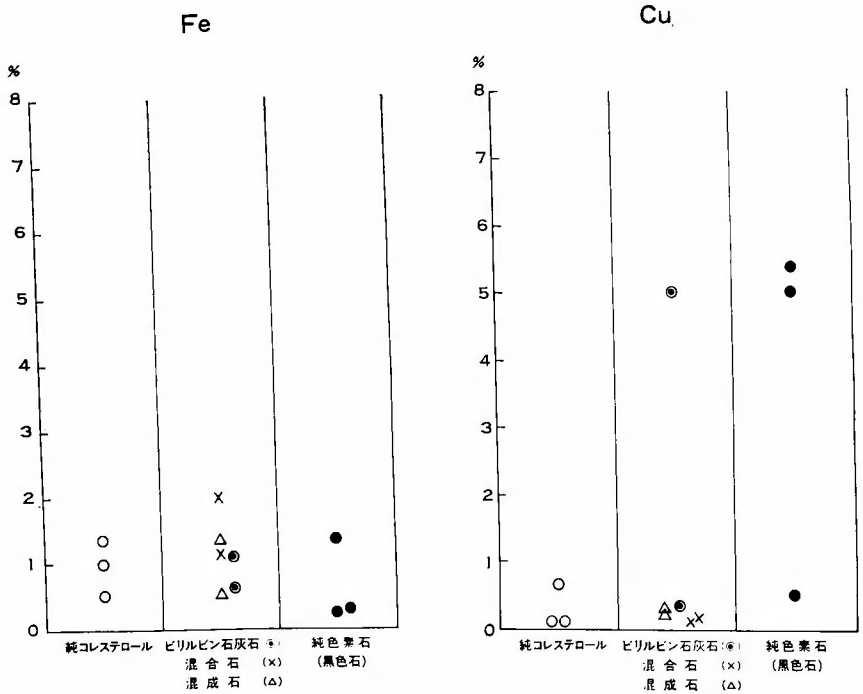 Fe
%
8
7
6
5
4
3
2
1
0
純コレステロール
ビリルビン石灰石(◉)
混合石 (×)
混成石 (△)
純色素石
(黒色石)
Cu
%
8
7
6
5
4
3
2
1
0
純コレステロール
ビリルビン石灰石(◉)
混合石 (×)
混成石 (△)
純色素石
(黒色石)